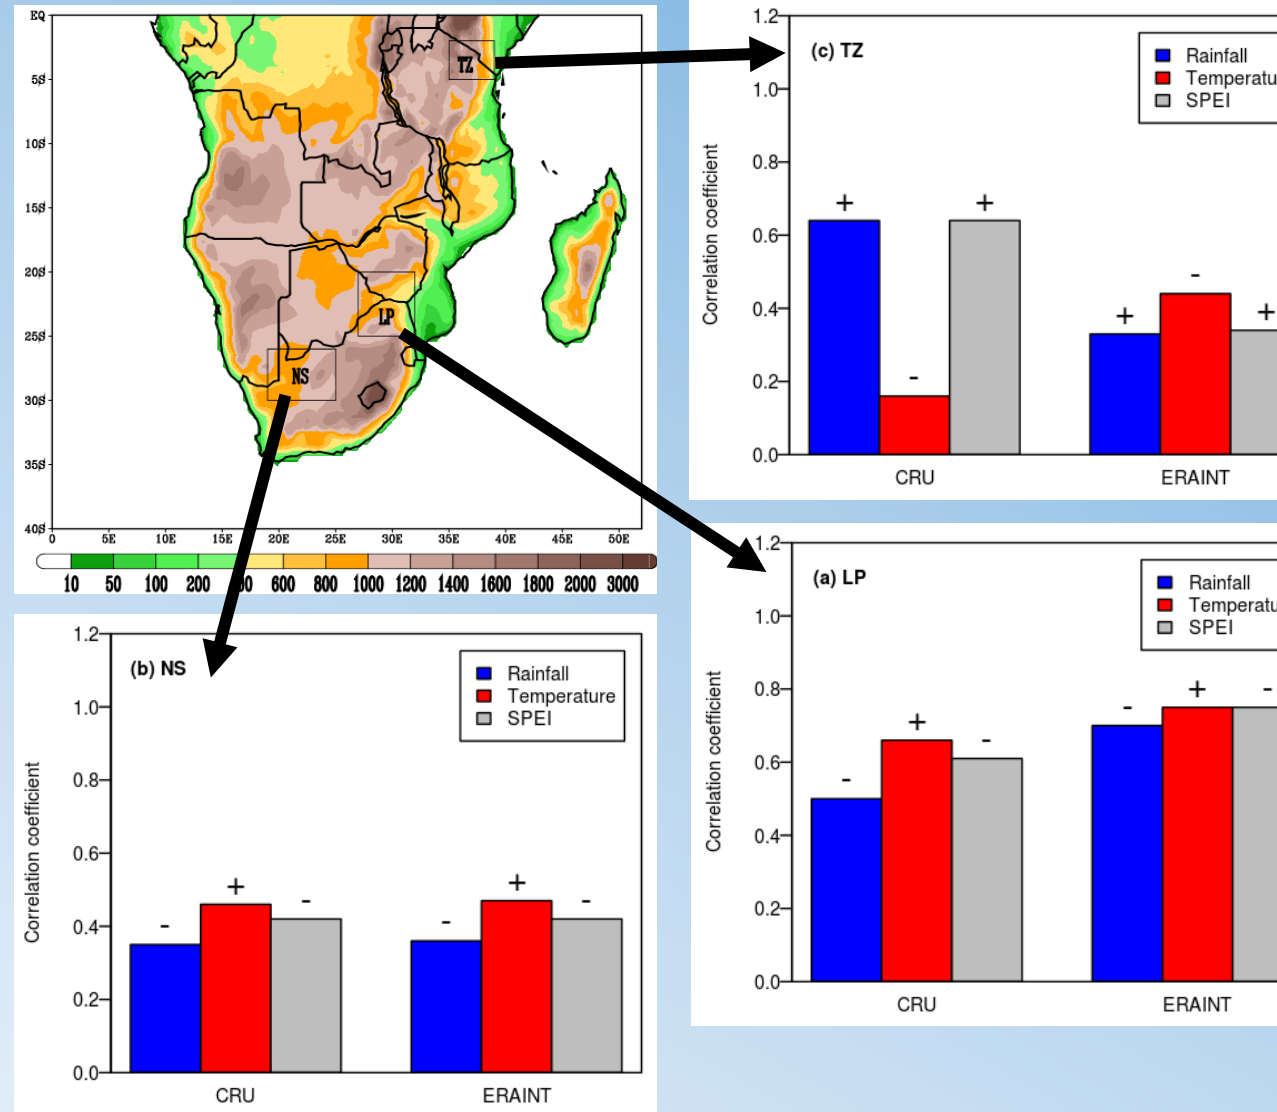 EQ
5S
10S
15S
20S
25S
30S
35S
40S
0 5E 10E 15E 20E 25E 30E 35E 40E 45E 50E
TZ
LP
NS
10 50 100 200 600 800 1000 1200 1400 1600 1800 2000 3000
(c) TZ
Rainfall
Temperatu
SPEI
Correlation coefficient
1.2
1.0
0.8
0.6
0.4
0.2
0.0
+ - +
+ - +
CRU ERAINT
(a) LP
Rainfall
Temperatu
SPEI
Correlation coefficient
1.2
1.0
0.8
0.6
0.4
0.2
0.0
- + -
- + -
CRU ERAINT
(b) NS
Rainfall
Temperature
SPEI
Correlation coefficient
1.2
1.0
0.8
0.6
0.4
0.2
0.0
- + -
- + -
CRU ERAINT